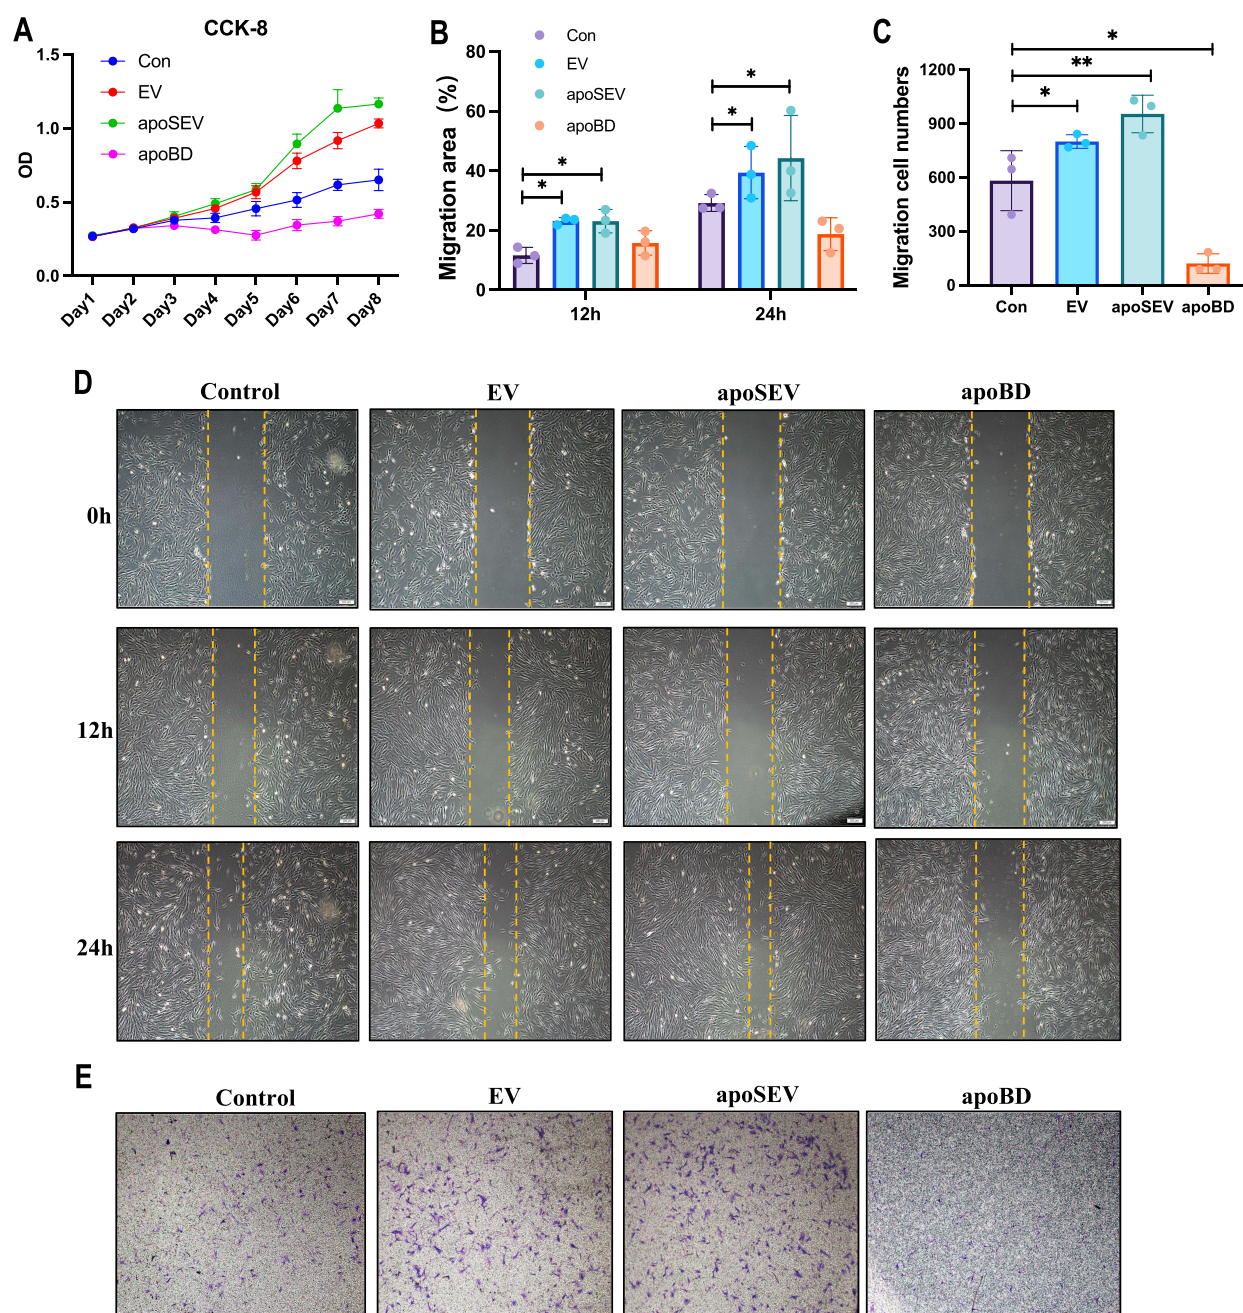 A
CCK-8
OD
1.5
1.0
0.5
0.0
Con
EV
apoSEV
apoBD
Day1
Day2
Day3
Day4
Day5
Day6
Day7
Day8
B
Migration area (%)
80
60
40
20
0
Con
EV
apoSEV
apoBD
*
*
*
*
12h
24h
C
Migration cell numbers
1200
900
600
300
0
*
**
*
Con
EV
apoSEV
apoBD
D
Control
EV
apoSEV
apoBD
0h
12h
24h
E
Control
EV
apoSEV
apoBD